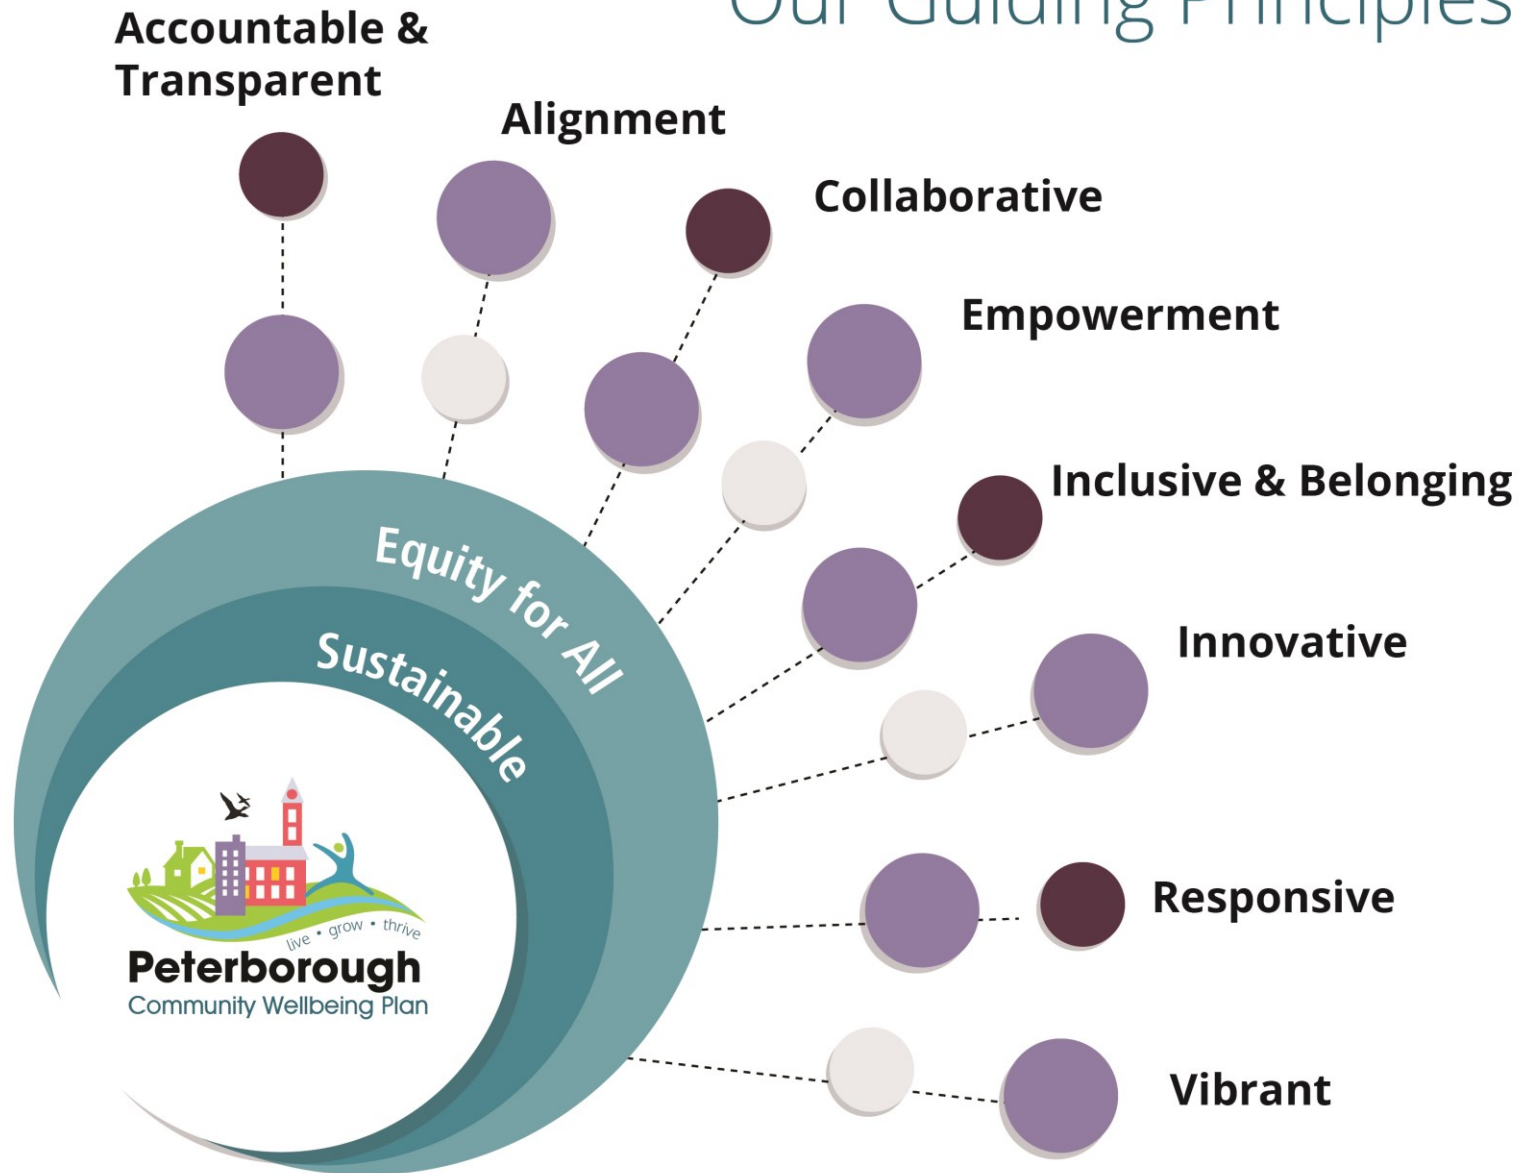 Our Guiding Principles
Accountable &
Transparent
Alignment
Collaborative
Empowerment
Inclusive & Belonging
Innovative
Responsive
Vibrant
Equity for All
Sustainable
live • grow • thrive
Peterborough
Community Wellbeing Plan